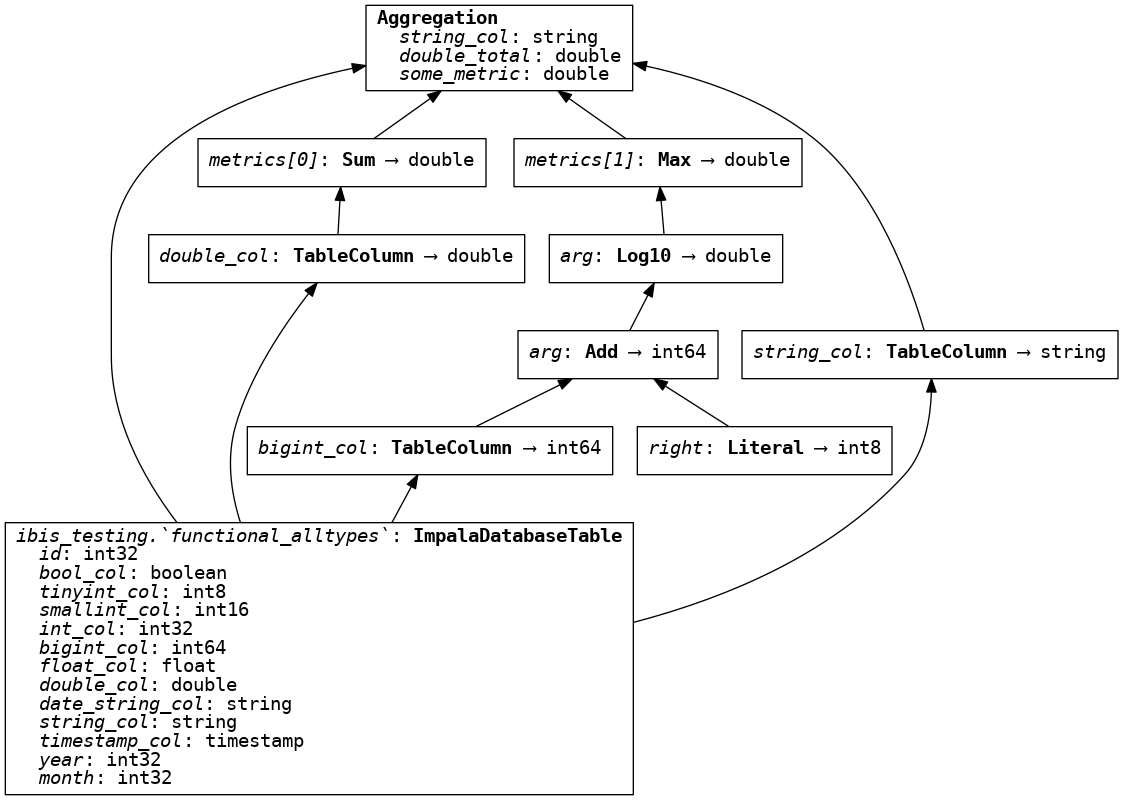 Aggregation
string_col: string
double_total: double
some_metric: double
metrics[0]: Sum → double
metrics[1]: Max → double
double_col: TableColumn → double
arg: Log10 → double
arg: Add → int64
string_col: TableColumn → string
bigint_col: TableColumn → int64
right: Literal → int8
ibis_testing.`functional_alltypes`: ImpalaDatabaseTable
id: int32
bool_col: boolean
tinyint_col: int8
smallint_col: int16
int_col: int32
bigint_col: int64
float_col: float
double_col: double
date_string_col: string
string_col: string
timestamp_col: timestamp
year: int32
month: int32